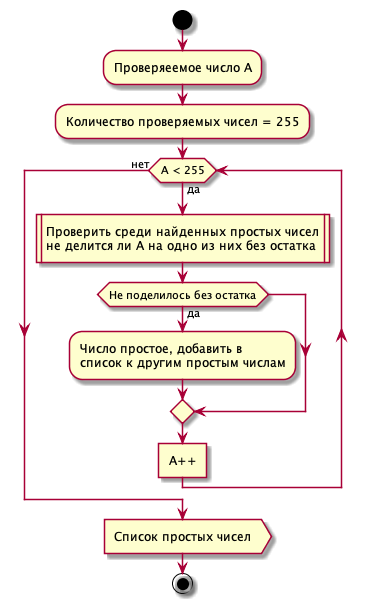 Проверяеемое число А
Количество проверяемых чисел = 255
нет
А < 255
да
Проверить среди найденных простых чисел
не делится ли А на одно из них без остатка
Не поделилось без остатка
да
Число простое, добавить в
список к другим простым числам
А++
Список простых чисел